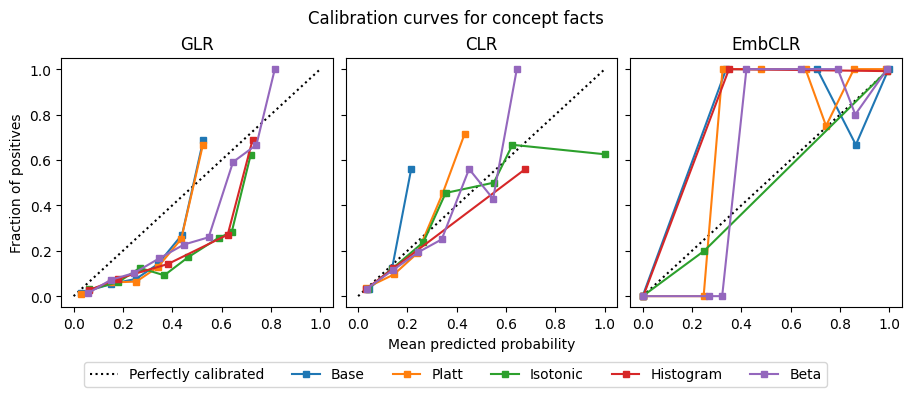 Calibration curves for concept facts
GLR
CLR
EmbCLR
Fraction of positives
1.0
0.8
0.6
0.4
0.2
0.0
0.0 0.2 0.4 0.6 0.8 1.0
0.0 0.2 0.4 0.6 0.8 1.0
0.0 0.2 0.4 0.6 0.8 1.0
Mean predicted probability
Perfectly calibrated Base Platt Isotonic Histogram Beta